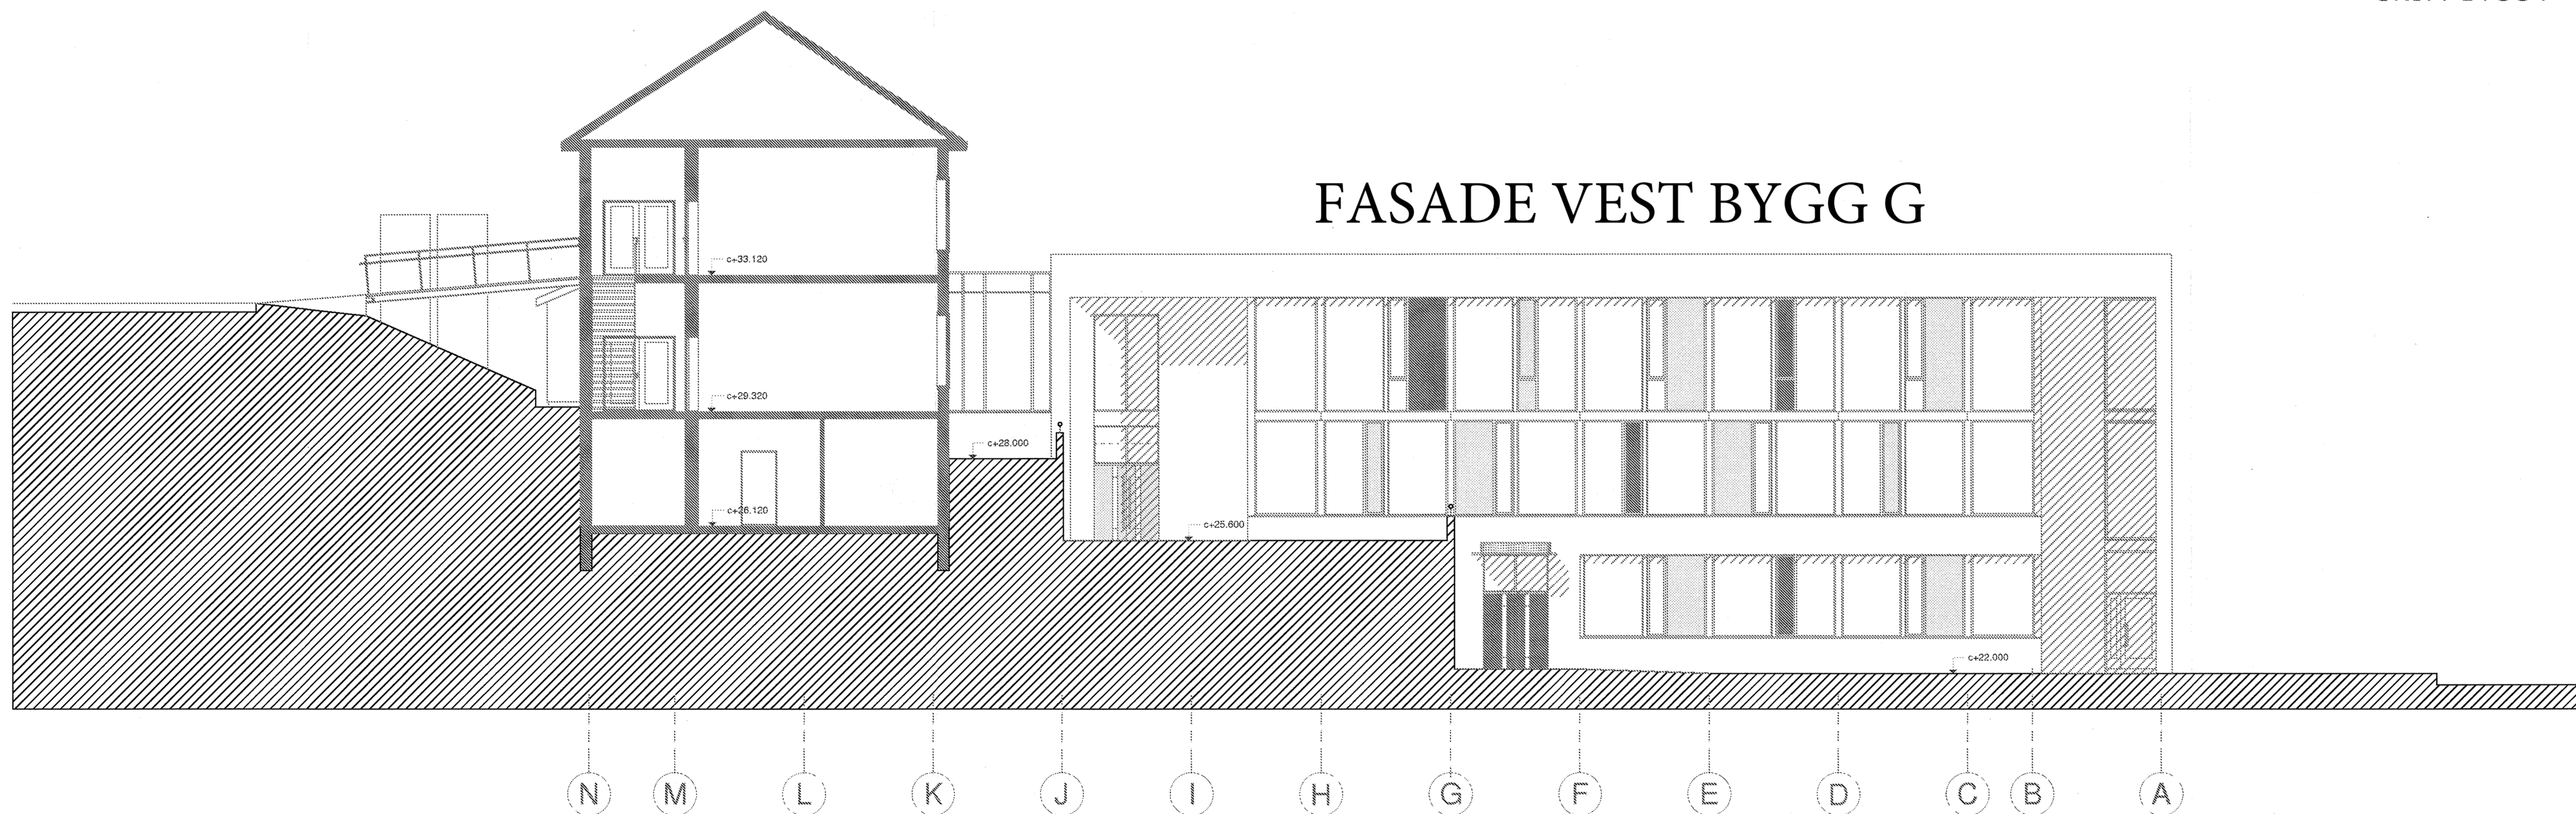 FASADE VEST BYGG G
c+33.120
c+29.320
c+28.000
c+26.120
c+25.600
c+22.000
N M L K J I H G F E D C B A